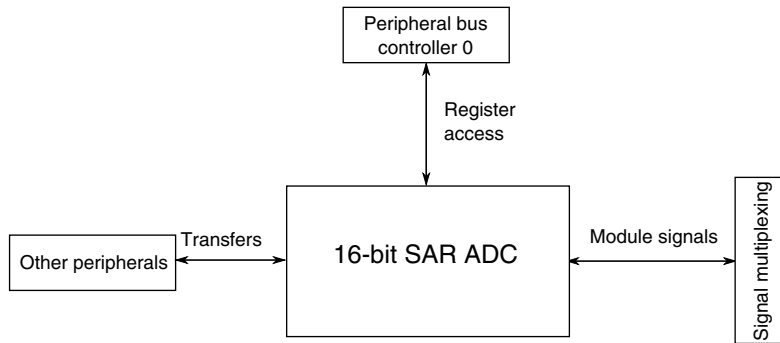 Peripheral bus
controller 0
Register
access
Transfers
Other peripherals
16-bit SAR ADC
Module signals
Signal multiplexing